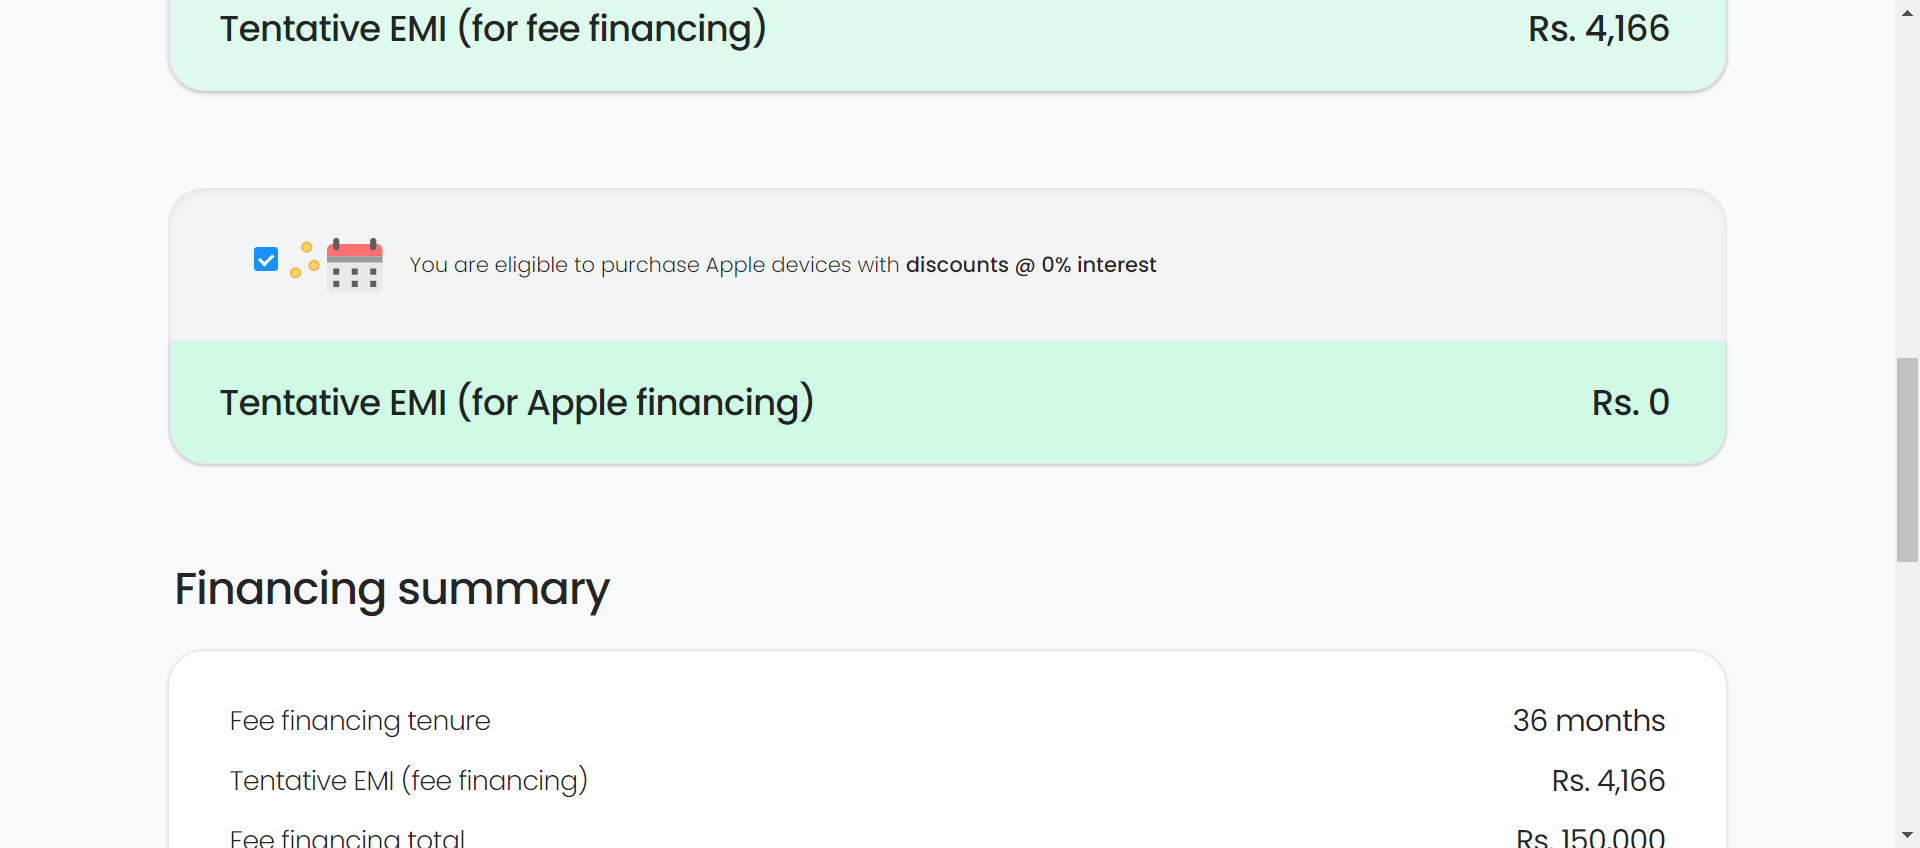 Tentative EMI (for fee financing)
Rs. 4,166
You are eligible to purchase Apple devices with discounts @ 0% interest
Tentative EMI (for Apple financing)
Rs. 0
Financing summary
Fee financing tenure
36 months
Tentative EMI (fee financing)
Rs. 4,166
Fee financing total
Rs. 150,000